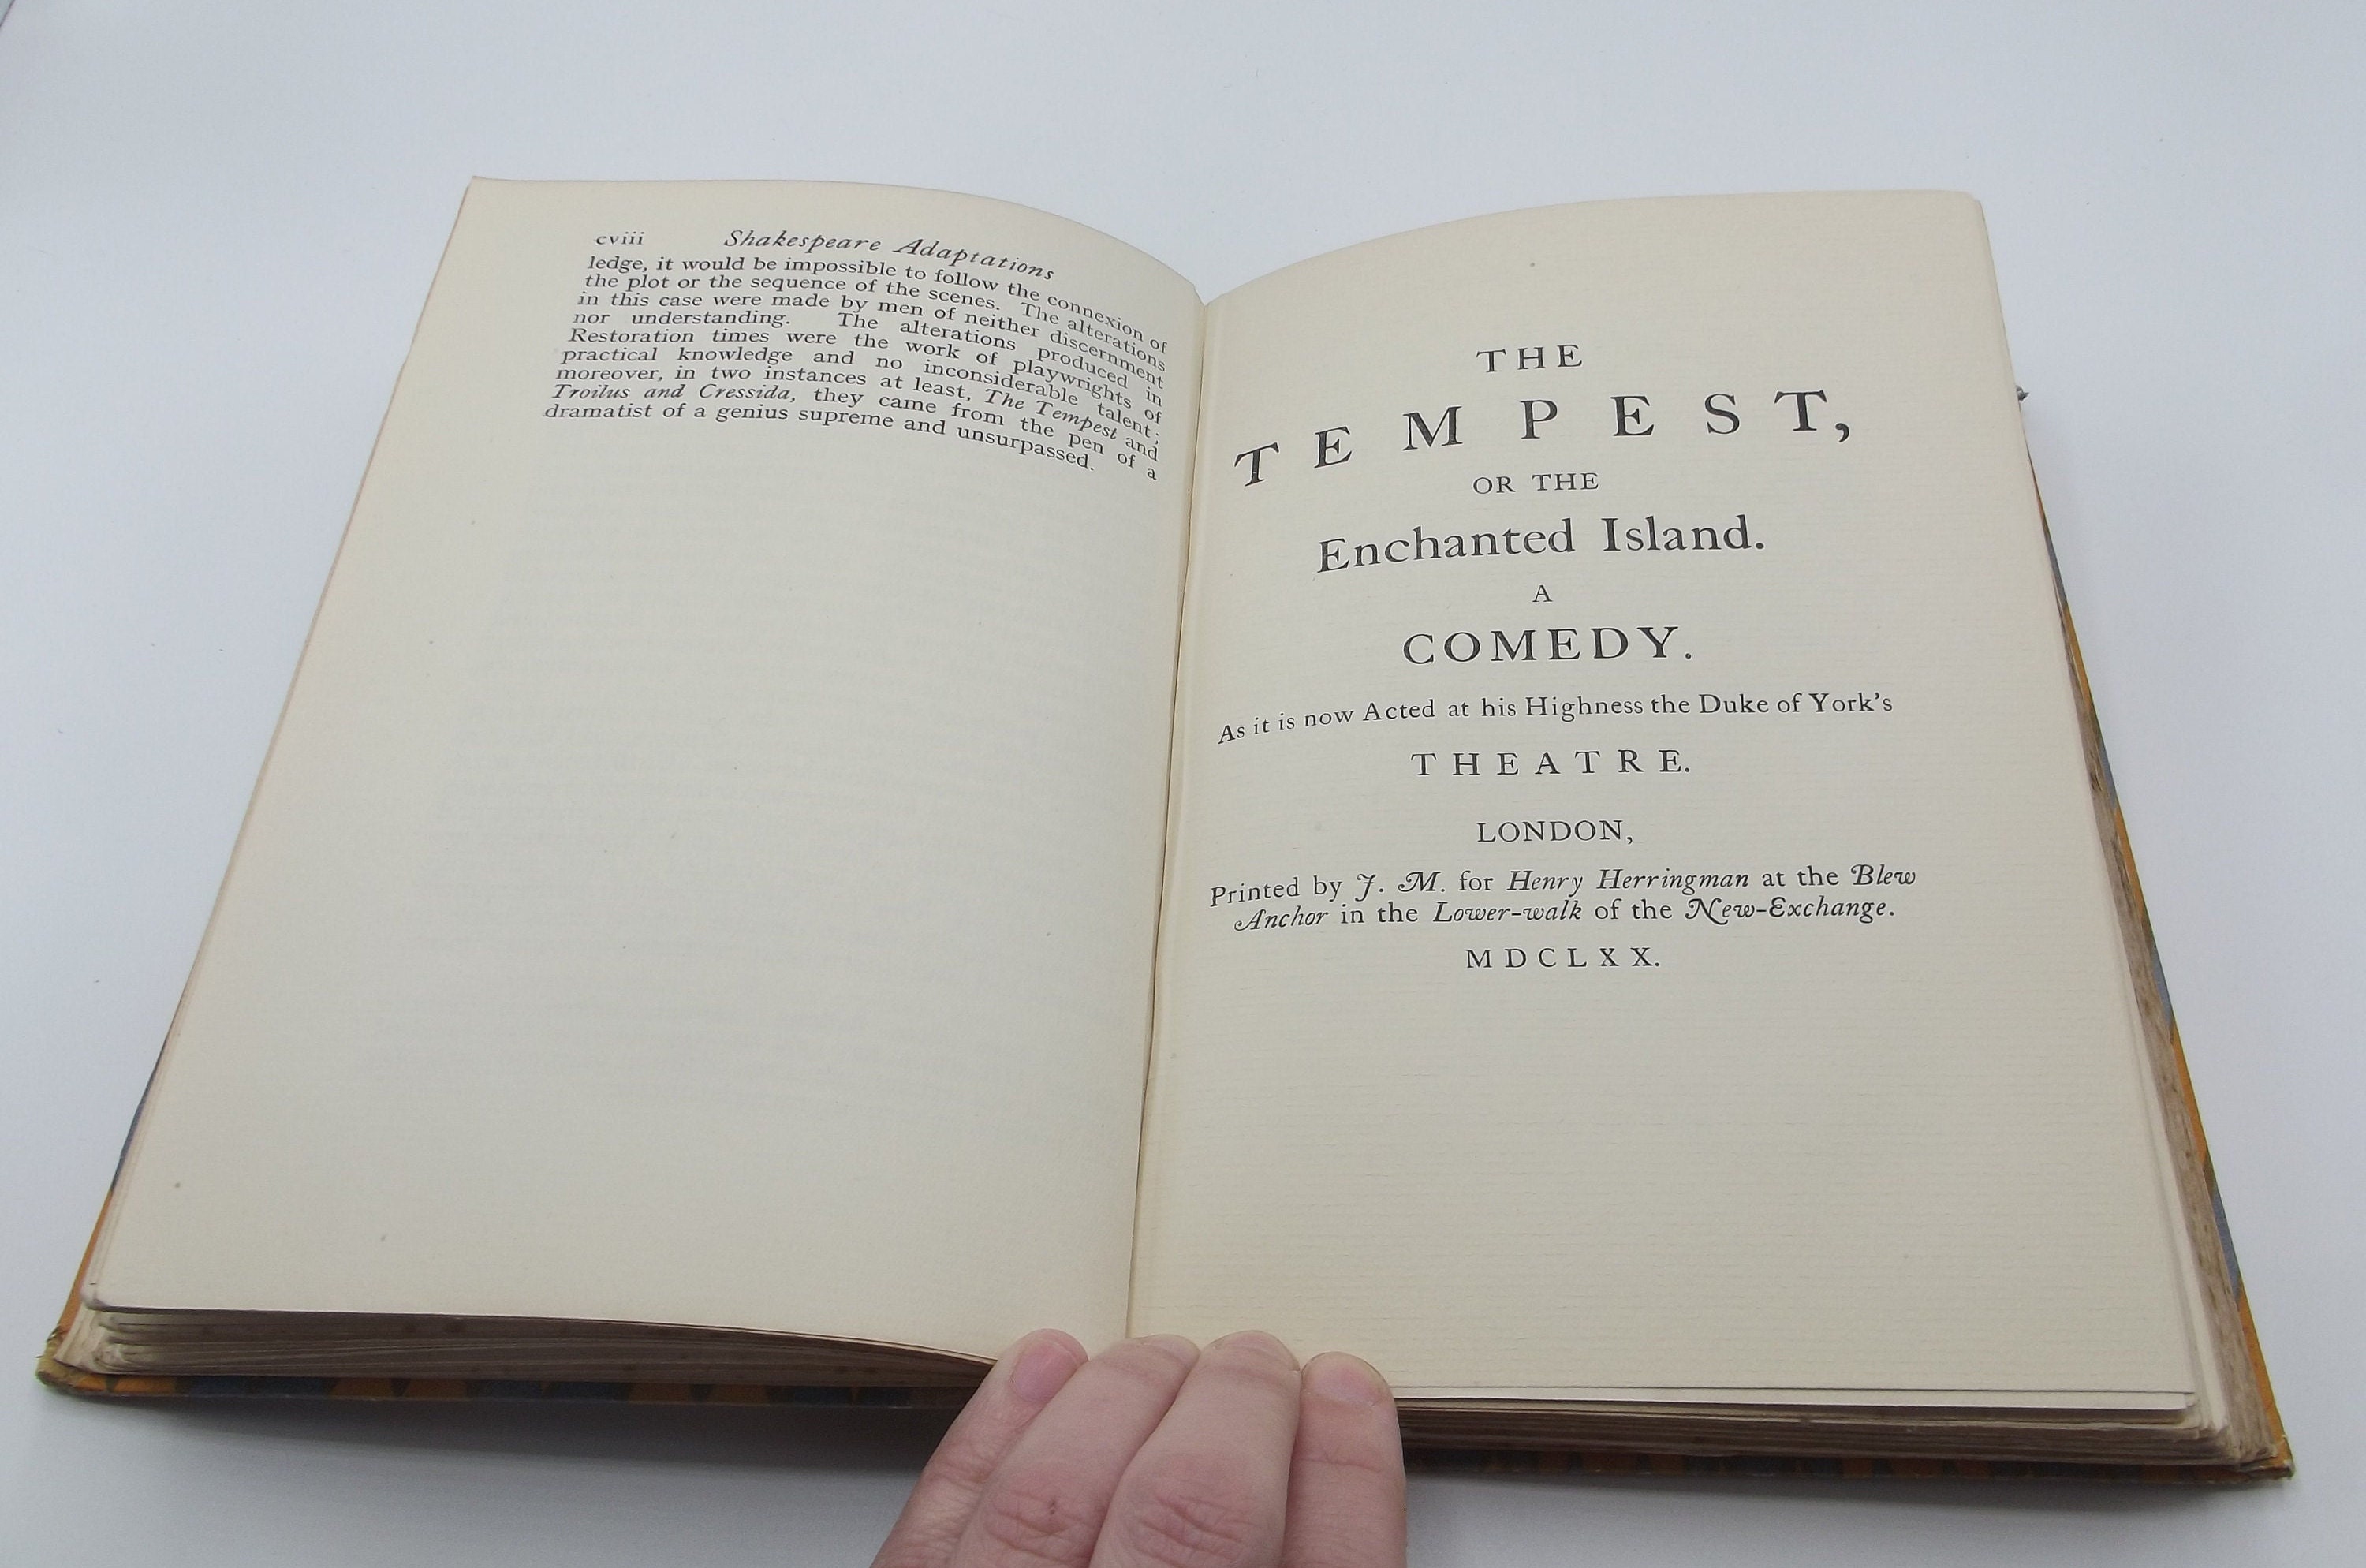 cviii Shakespeare Adaptations
ledge, it would be impossible to follow the connexion of
the plot or the sequence of the scenes. The alterations
in this case were made by men of neither discernment
nor understanding. The alterations produced in
Restoration times were the work of playwrights of
practical knowledge and no inconsiderable talent;
moreover, in two instances at least, The Tempest and
Troilus and Cressida, they came from the pen of a
dramatist of a genius supreme and unsurpassed.
THE
TEMPEST,
OR THE
Enchanted Island.
A
COMEDY.
As it is now Acted at his Highness the Duke of York's
THEATRE.
LONDON,
Printed by J. M. for Henry Herringman at the Blew
Anchor in the Lower-walk of the New-Exchange.
MDCLXX.